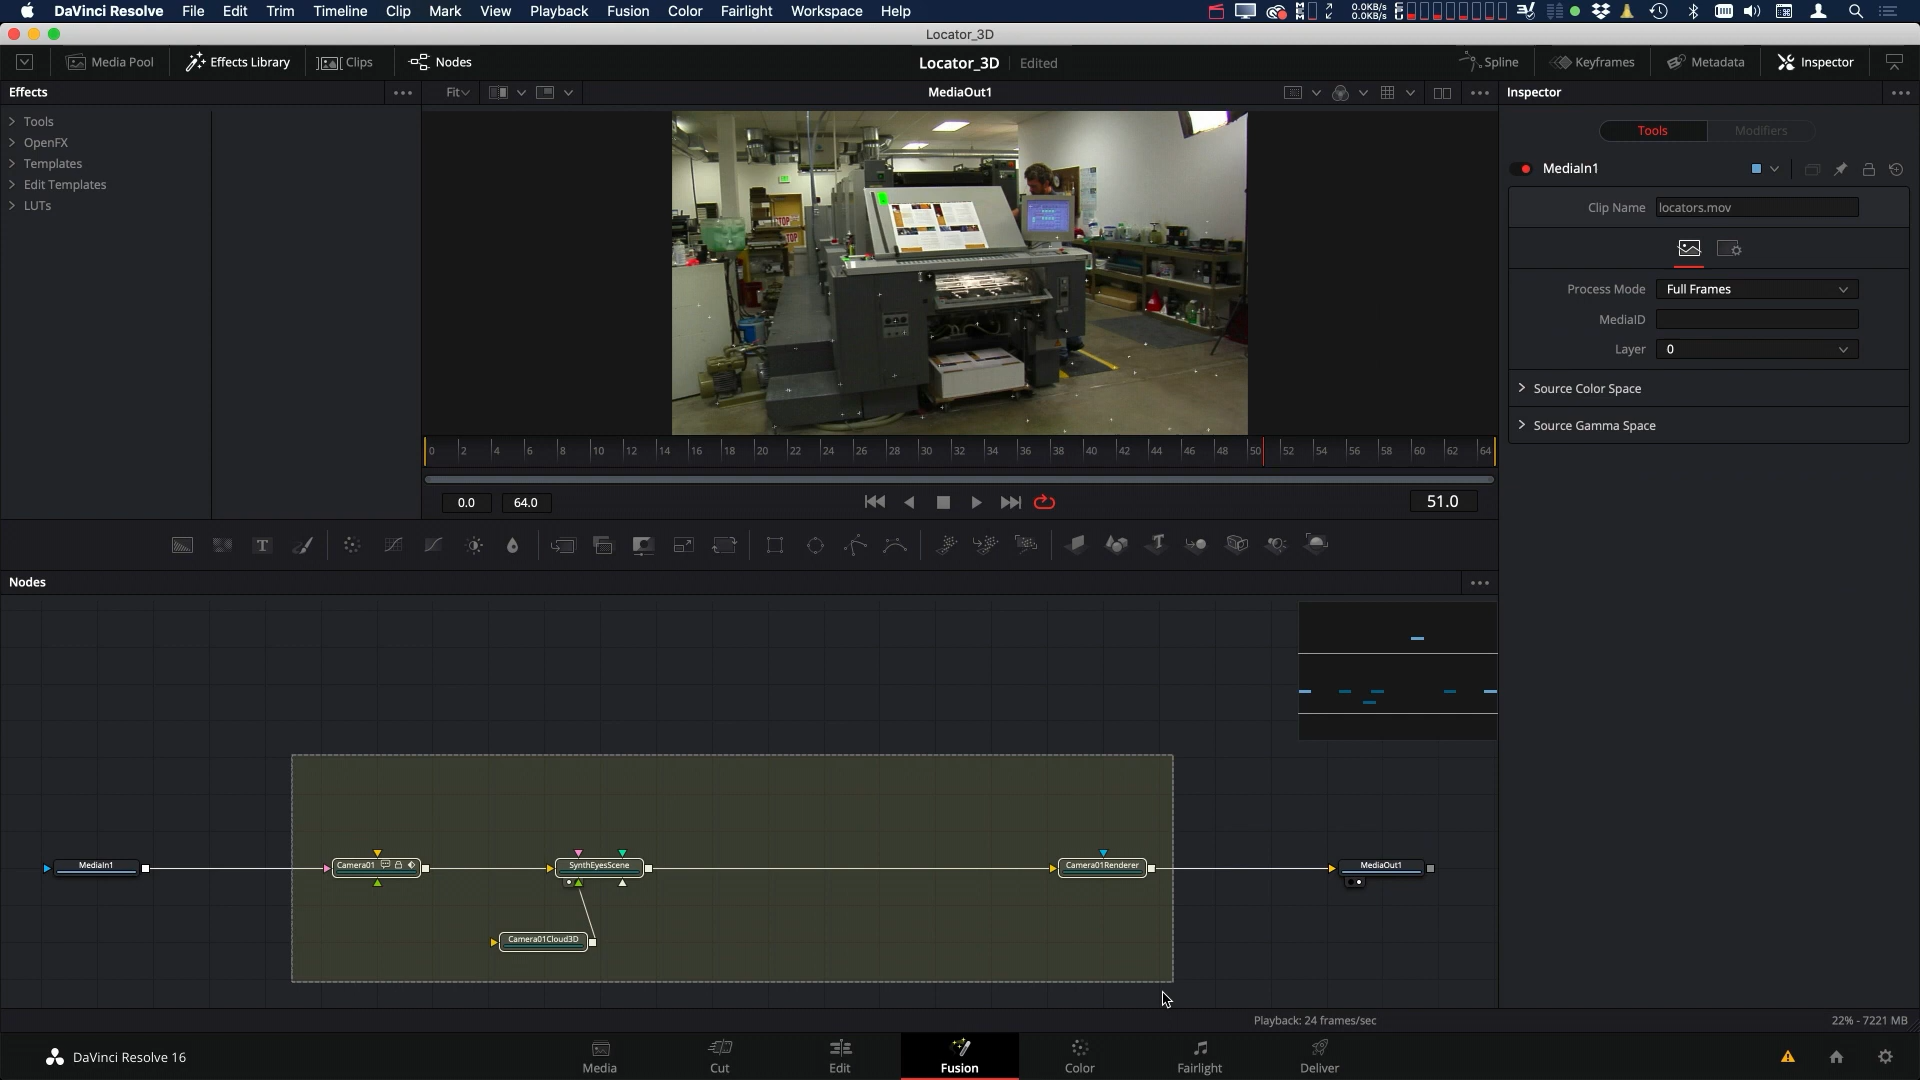 DaVinci Resolve File Edit Trim Timeline Clip Mark View Playback Fusion Color Fairlight Workspace Help 0.0KB/s
0.0KB/s
Locator_3D
Media Pool Effects Library Clips Nodes Locator_3D Edited Spline Keyframes Metadata Inspector
Effects Fit MediaOut1 Inspector
Tools
OpenFX
Templates
Edit Templates
LUTs
Tools Modifiers
MediaIn1
Clip Name locators.mov
Process Mode Full Frames
MediaID
Layer 0
Source Color Space
Source Gamma Space
STOP
STOP
0 2 4 6 8 10 12 14 16 18 20 22 24 26 28 30 32 34 36 38 40 42 44 46 48 50 52 54 56 58 60 62 64
0.0 64.0 51.0
Nodes
MediaIn1 Camera01 SynthEyesScene Camera01Renderer MediaOut1
Camera01Cloud3D
Playback: 24 frames/sec 22% - 7221 MB
DaVinci Resolve 16 Media Cut Edit Fusion Color Fairlight Deliver